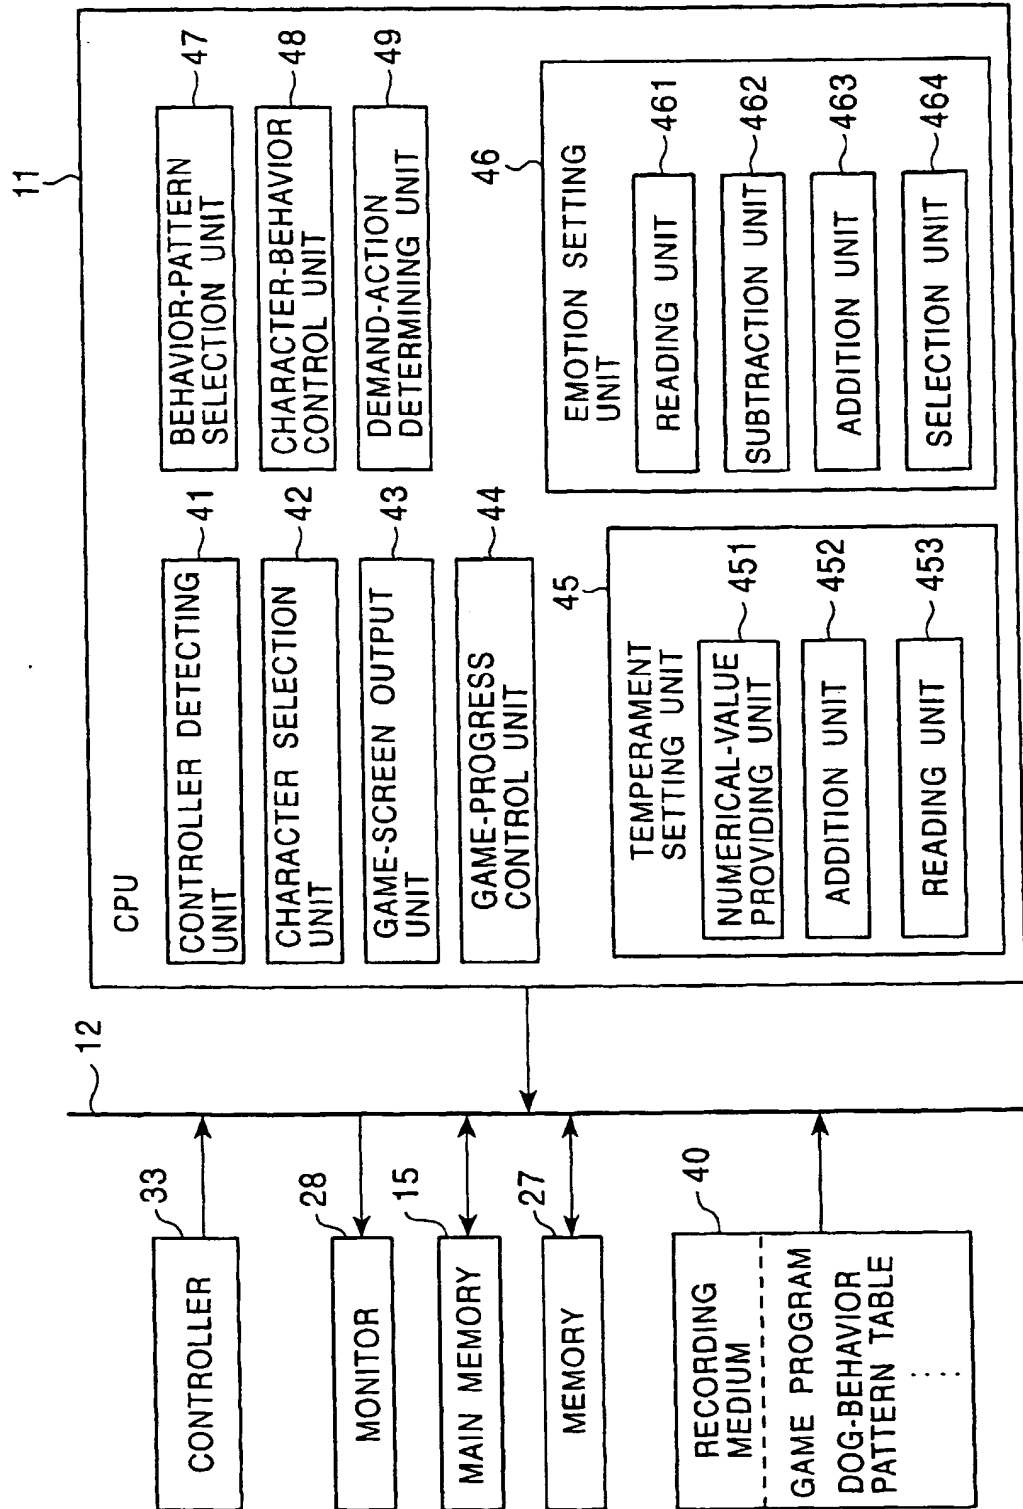 11
CPU
CONTROLLER DETECTING
UNIT
41
CHARACTER SELECTION
UNIT
42
GAME-SCREEN OUTPUT
UNIT
43
GAME-PROGRESS
CONTROL UNIT
44
BEHAVIOR-PATTERN
SELECTION UNIT
47
CHARACTER-BEHAVIOR
CONTROL UNIT
48
DEMAND-ACTION
DETERMINING UNIT
49
TEMPERAMENT
SETTING UNIT
45
NUMERICAL-VALUE
PROVIDING UNIT
451
ADDITION UNIT
452
READING UNIT
453
EMOTION SETTING
UNIT
46
READING UNIT
461
SUBTRACTION UNIT
462
ADDITION UNIT
463
SELECTION UNIT
464
12
CONTROLLER
33
MONITOR
28
MAIN MEMORY
15
MEMORY
27
RECORDING
MEDIUM
40
GAME PROGRAM
DOG-BEHAVIOR
PATTERN TABLE